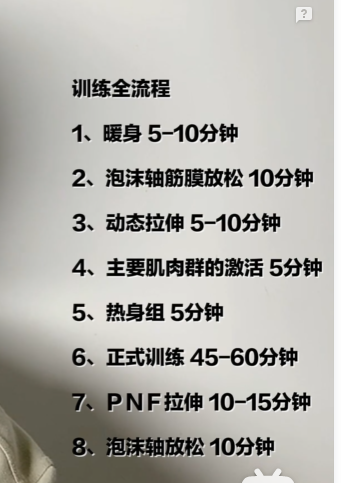 训练全流程
1、暖身 5-10分钟
2、泡沫轴筋膜放松 10分钟
3、动态拉伸 5-10分钟
4、主要肌肉群的激活 5分钟
5、热身组 5分钟
6、正式训练 45-60分钟
7、PNF拉伸 10-15分钟
8、泡沫轴放松 10分钟